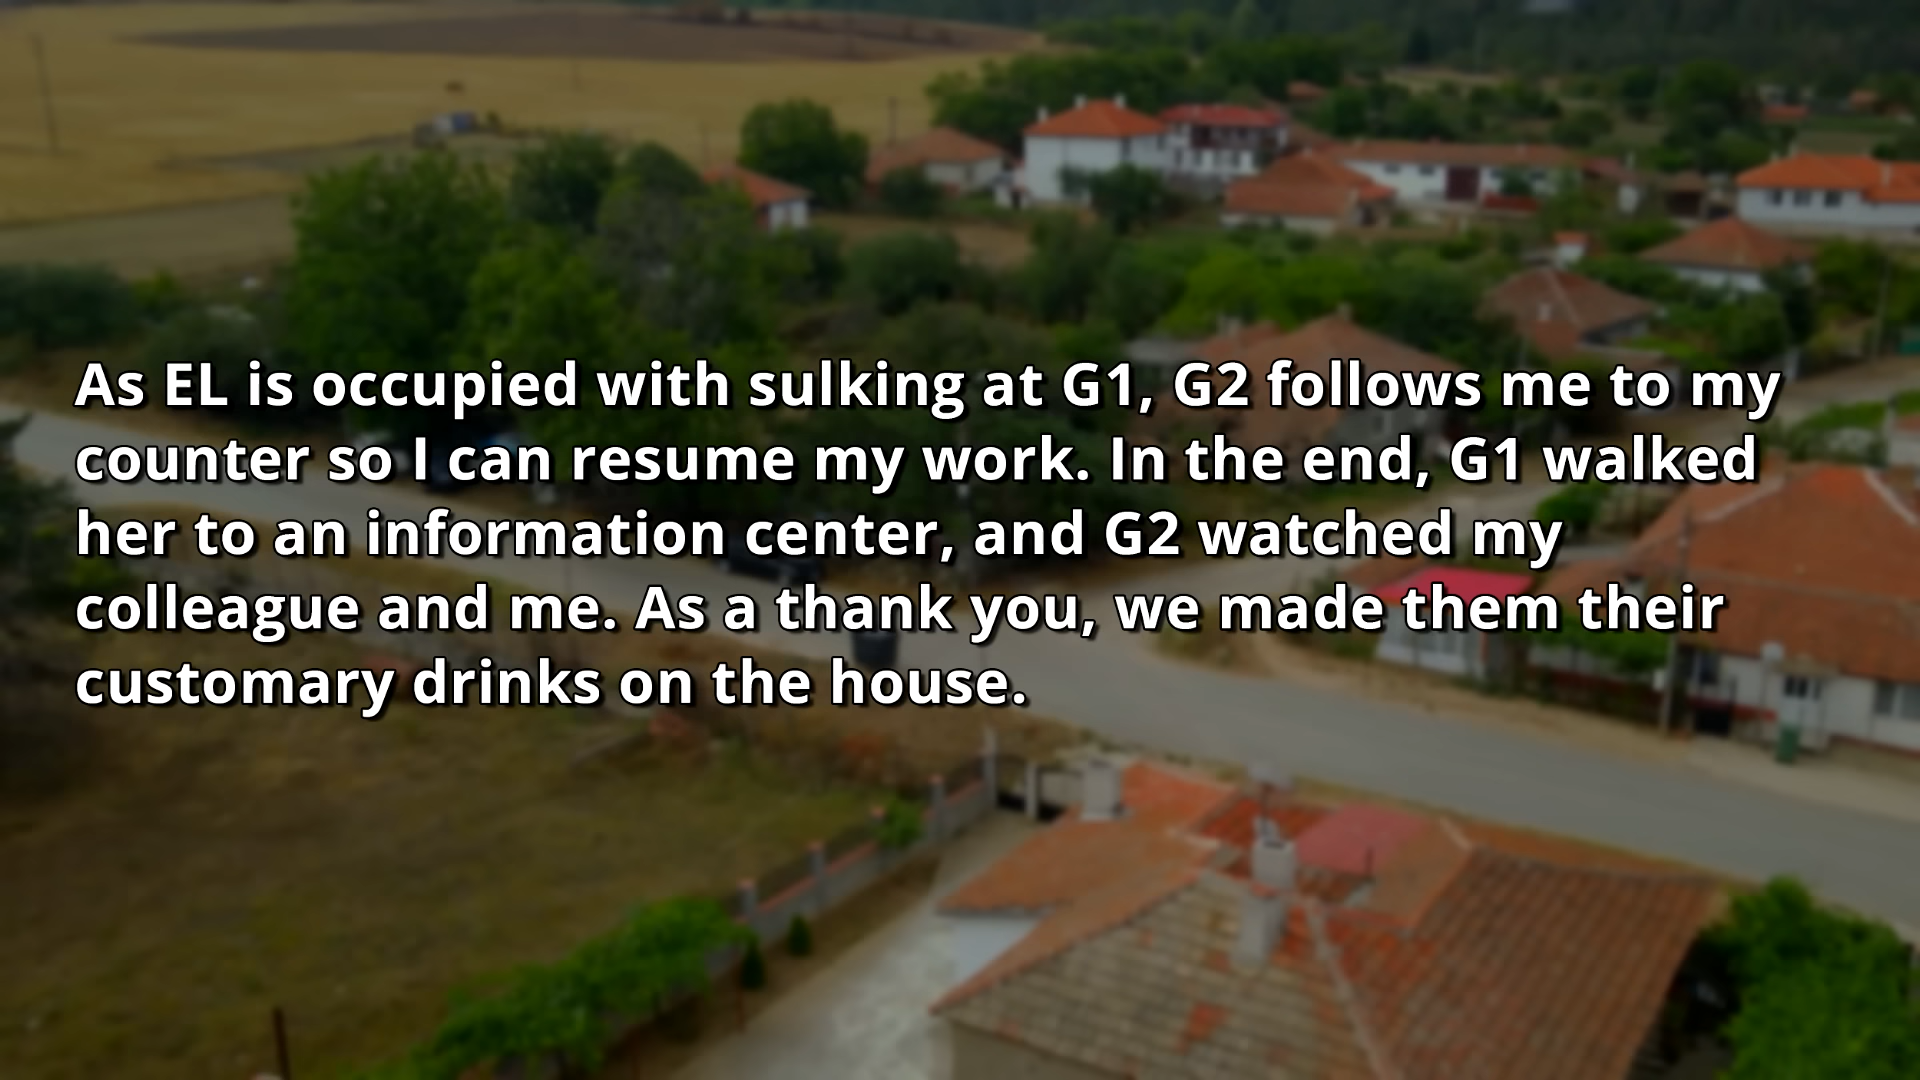 As EL is occupied with sulking at G1, G2 follows me to my
counter so I can resume my work. In the end, G1 walked
her to an information center, and G2 watched my
colleague and me. As a thank you, we made them their
customary drinks on the house.